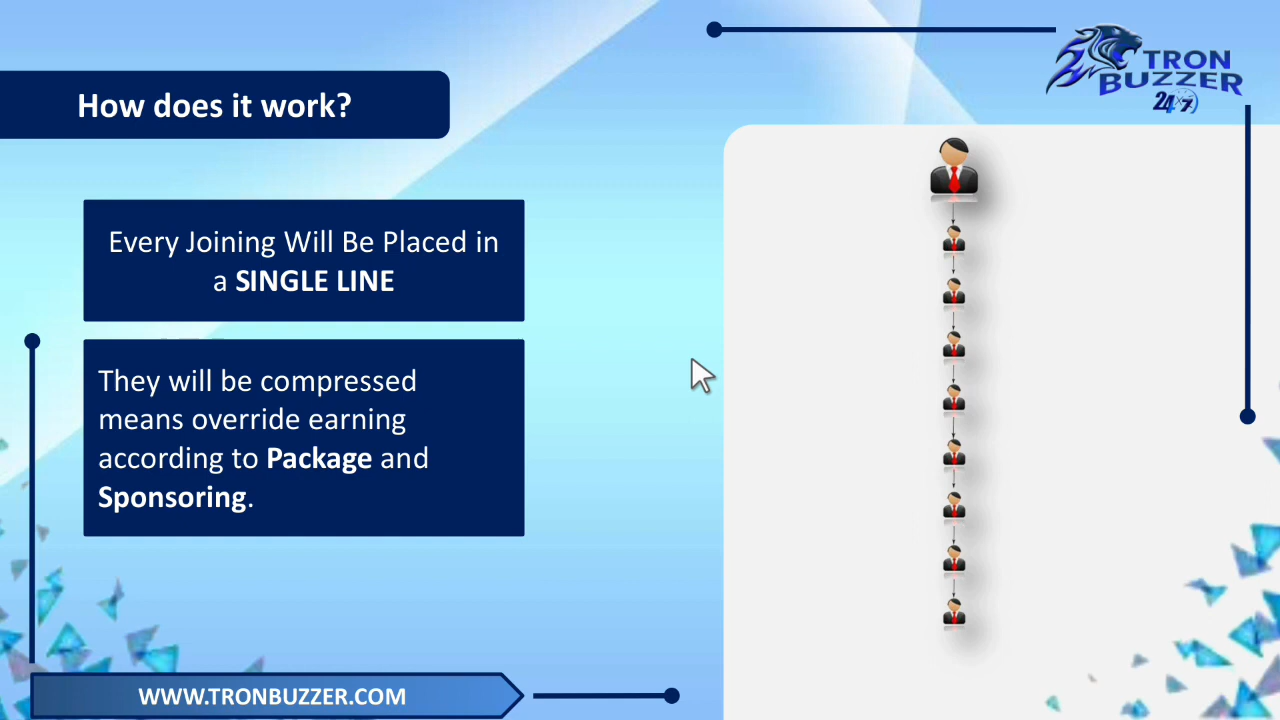 TRON
BUZZER
24x7
How does it work?
Every Joining Will Be Placed in
a SINGLE LINE
They will be compressed
means override earning
according to Package and
Sponsoring.
WWW.TRONBUZZER.COM